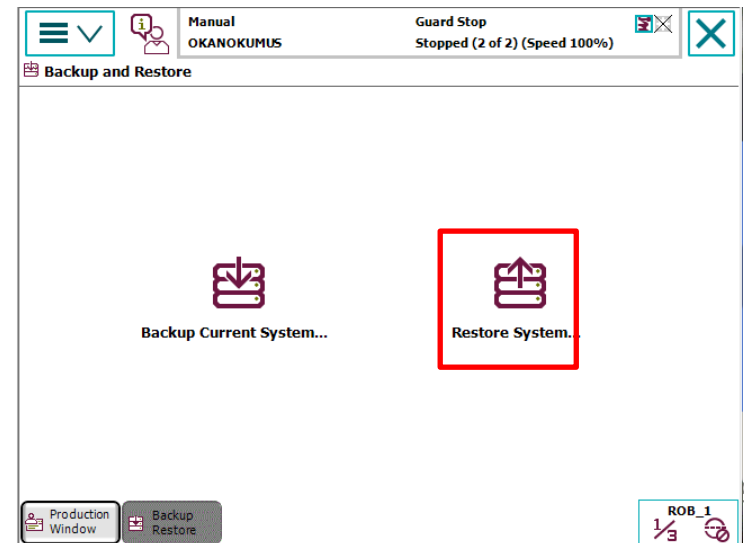 Manual
OKANOKUMUS
Guard Stop
Stopped (2 of 2) (Speed 100%)
Backup and Restore
Backup Current System...
Restore System...
Production
Window
Backup
Restore
ROB_1
1/3